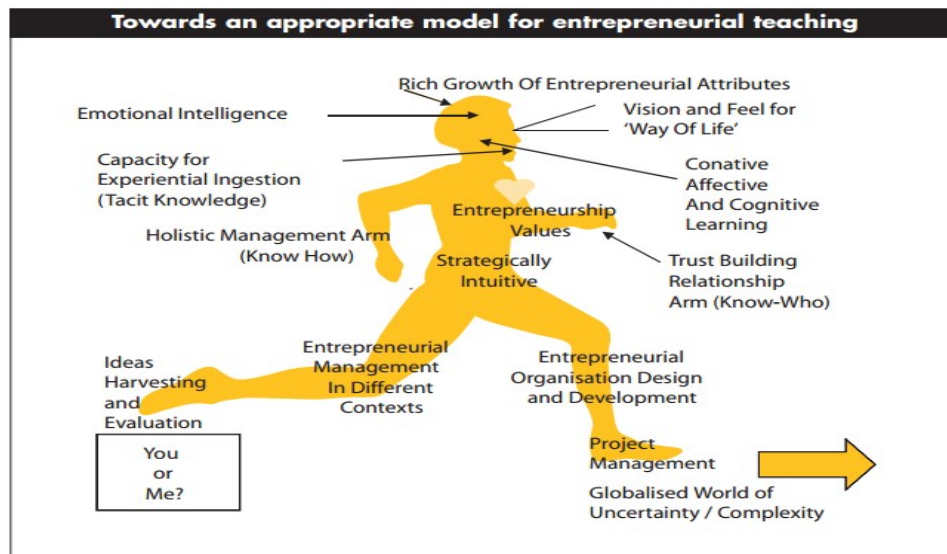 Towards an appropriate model for entrepreneurial teaching
Rich Growth Of Entrepreneurial Attributes
Emotional Intelligence
Vision and Feel for
‘Way Of Life’
Capacity for
Experiential Ingestion
(Tacit Knowledge)
Conative
Affective
And Cognitive
Learning
Entrepreneurship
Values
Holistic Management Arm
(Know How)
Strategically
Intuitive
Trust Building
Relationship
Arm (Know-Who)
Ideas
Harvesting
and
Evaluation
Entrepreneurial
Management
In Different
Contexts
Entrepreneurial
Organisation Design
and Development
You
or
Me?
Project
Management
Globalised World of
Uncertainty / Complexity